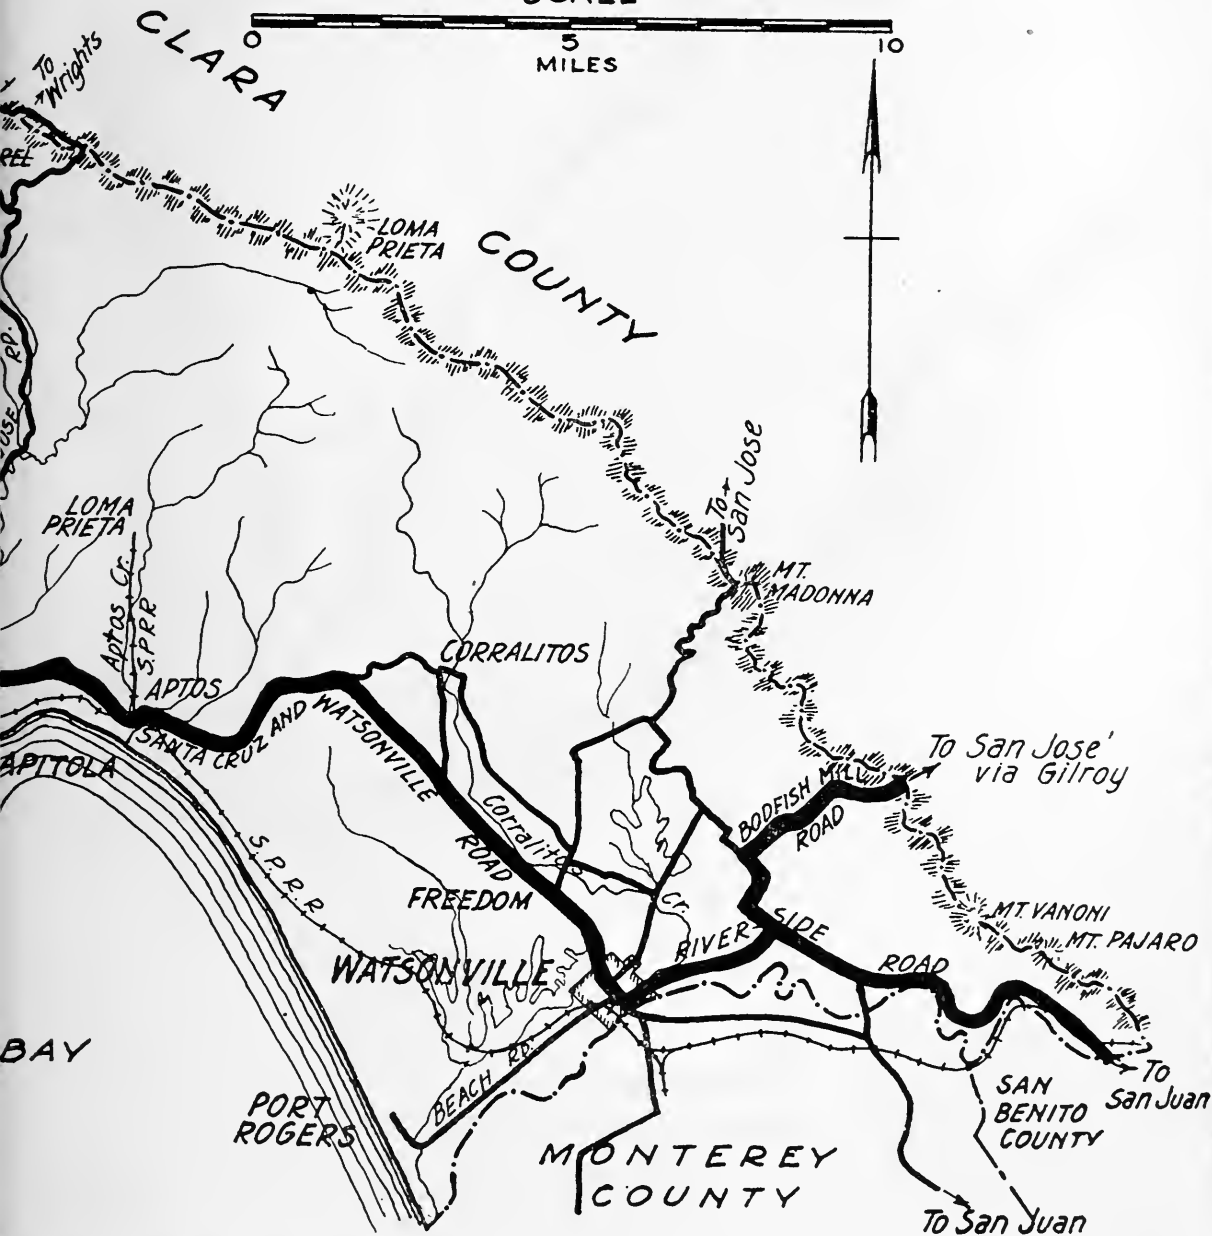 SCALE
0 5 10
MILES
CLARA
COUNTY
To
Wrights
LOMA
PRIETA
RD.
To
San Jose
MT.
MADONNA
LOMA
PRIETA
Aptos Cr.
S.P.R.R
APTOS
CORRALITOS
SANTA CRUZ AND WATSONVILLE ROAD
To San Jose'
via Gilroy
BODFISH MILL
ROAD
Corralitos Cr.
S.P.R.R
FREEDOM
MT. VANONI
MT. PAJARO
RIVER-SIDE ROAD
WATSONVILLE
BAY
BEACH RD.
PORT
ROGERS
To
San Juan
SAN
BENITO
COUNTY
MONTEREY
COUNTY
To San Juan